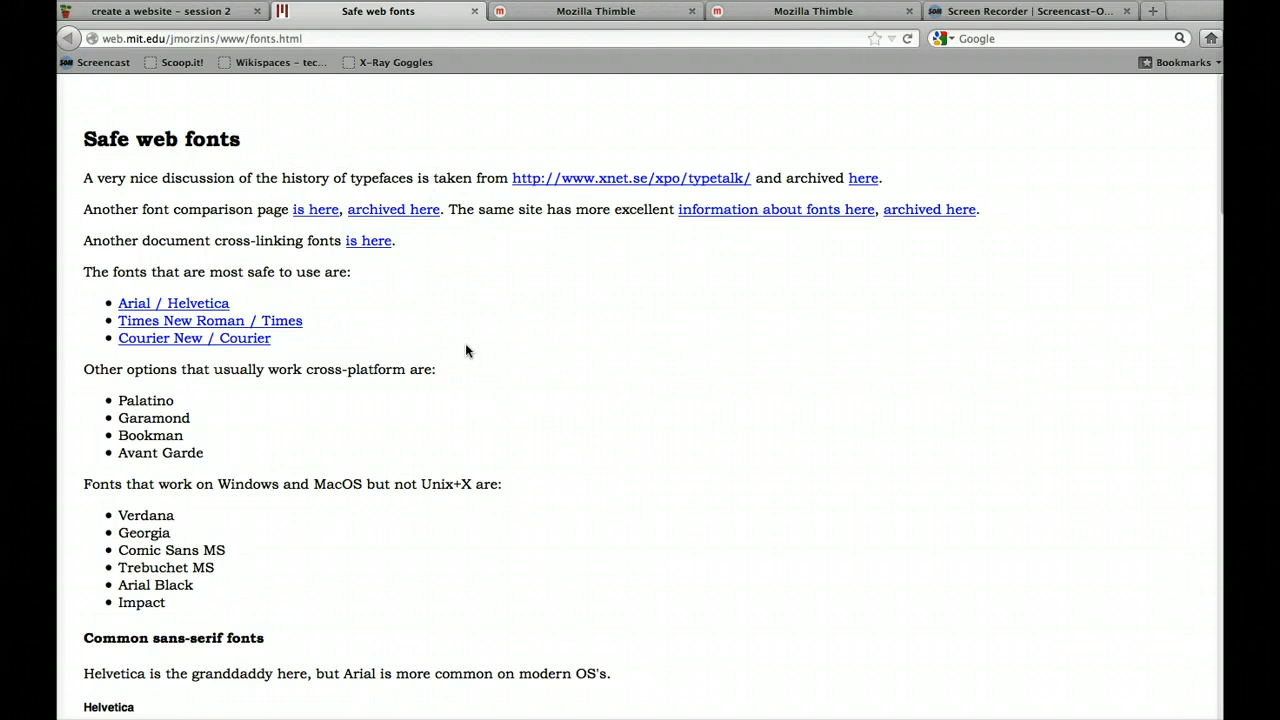 create a website - session 2
Safe web fonts
Mozilla Thimble
Mozilla Thimble
Screen Recorder | Screencast-O...
web.mit.edu/jmorzins/www/fonts.html
Google
Screencast
Scoop.it!
Wikispaces - tec...
X-Ray Goggles
Bookmarks
Safe web fonts
A very nice discussion of the history of typefaces is taken from http://www.xnet.se/xpo/typetalk/ and archived here.
Another font comparison page is here, archived here. The same site has more excellent information about fonts here, archived here.
Another document cross-linking fonts is here.
The fonts that are most safe to use are:
Arial / Helvetica
Times New Roman / Times
Courier New / Courier
Other options that usually work cross-platform are:
Palatino
Garamond
Bookman
Avant Garde
Fonts that work on Windows and MacOS but not Unix+X are:
Verdana
Georgia
Comic Sans MS
Trebuchet MS
Arial Black
Impact
Common sans-serif fonts
Helvetica is the granddaddy here, but Arial is more common on modern OS's.
Helvetica